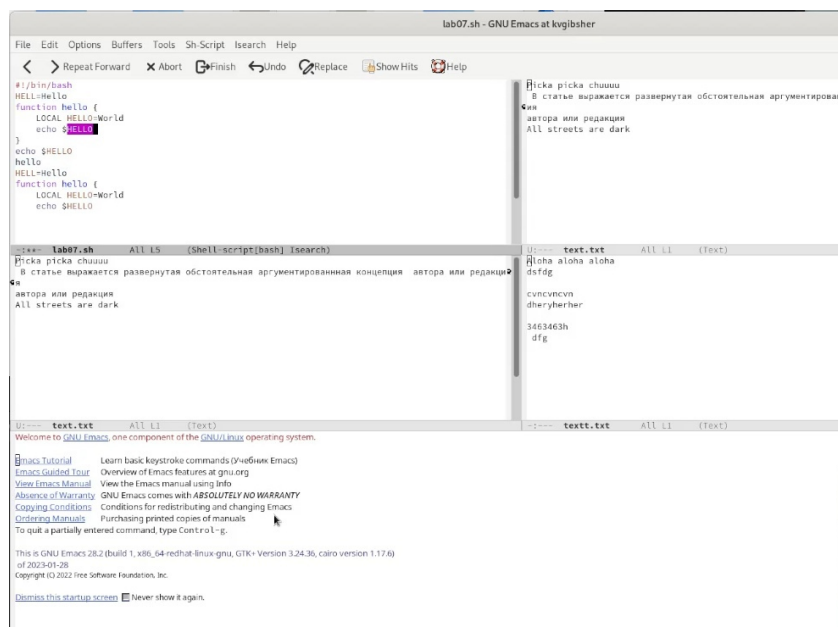 lab07.sh - GNU Emacs at kvgibsher
File Edit Options Buffers Tools Sh-Script Isearch Help
Repeat Forward Abort Finish Undo Replace Show Hits Help
#!/bin/bash
HELL=Hello
function hello {
LOCAL HELLO=World
echo $HELLO
}
echo $HELLO
hello
HELL=Hello
function hello {
LOCAL HELLO=World
echo $HELLO
-:**- lab07.sh All L5 (Shell-script[bash] Isearch)
Picka picka chuuuu
В статье выражается развернутая обстоятельная аргументирова
ия
автора или редакция
All streets are dark
U:--- text.txt All L1 (Text)
Picka picka chuuuu
В статье выражается развернутая обстоятельная аргументированнная концепция автора или редакци
я
автора или редакция
All streets are dark
U:--- text.txt All L1 (Text)
Aloha aloha aloha
dsfdg
cvncvncvn
dheryherher
3463463h
dfg
-:--- textt.txt All L1 (Text)
Welcome to GNU Emacs, one component of the GNU/Linux operating system.
Emacs Tutorial Learn basic keystroke commands (Учебник Emacs)
Emacs Guided Tour Overview of Emacs features at gnu.org
View Emacs Manual View the Emacs manual using Info
Absence of Warranty GNU Emacs comes with ABSOLUTELY NO WARRANTY
Copying Conditions Conditions for redistributing and changing Emacs
Ordering Manuals Purchasing printed copies of manuals
To quit a partially entered command, type Control-g.
This is GNU Emacs 28.2 (build 1, x86_64-redhat-linux-gnu, GTK+ Version 3.24.36, cairo version 1.17.6)
of 2023-01-28
Copyright (C) 2022 Free Software Foundation, Inc.
Dismiss this startup screen Never show it again.